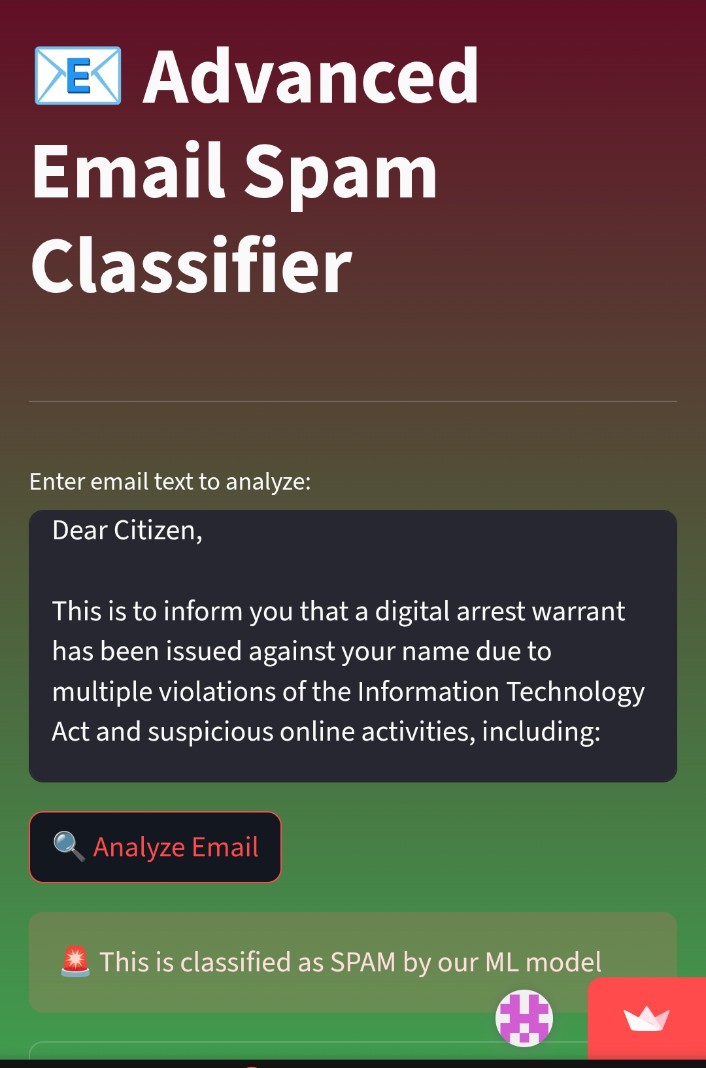 📧 Advanced
Email Spam
Classifier
Enter email text to analyze:
Dear Citizen,
This is to inform you that a digital arrest warrant
has been issued against your name due to
multiple violations of the Information Technology
Act and suspicious online activities, including:
🔍 Analyze Email
🚨 This is classified as SPAM by our ML model